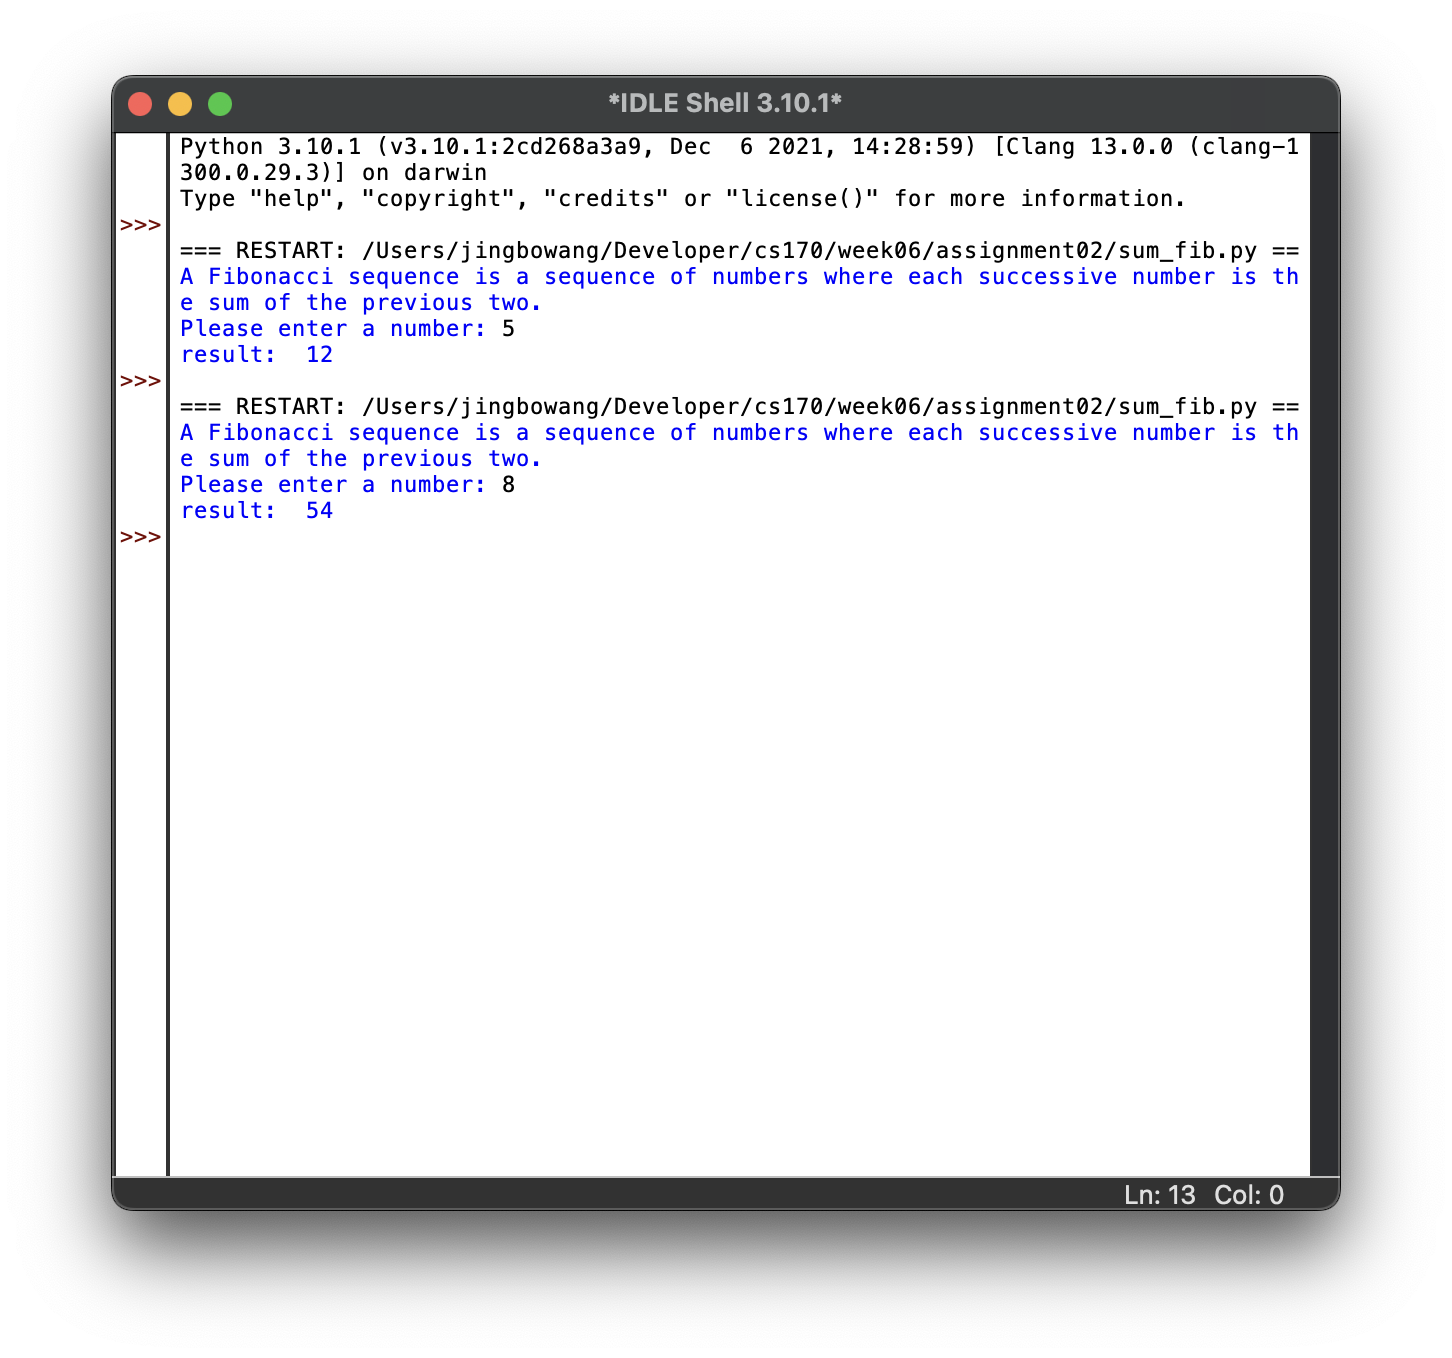 *IDLE Shell 3.10.1*
Python 3.10.1 (v3.10.1:2cd268a3a9, Dec  6 2021, 14:28:59) [Clang 13.0.0 (clang-1
300.0.29.3)] on darwin
Type "help", "copyright", "credits" or "license()" for more information.
>>>
=== RESTART: /Users/jingbowang/Developer/cs170/week06/assignment02/sum_fib.py ==
A Fibonacci sequence is a sequence of numbers where each successive number is th
e sum of the previous two.
Please enter a number: 5
result:  12
>>>
=== RESTART: /Users/jingbowang/Developer/cs170/week06/assignment02/sum_fib.py ==
A Fibonacci sequence is a sequence of numbers where each successive number is th
e sum of the previous two.
Please enter a number: 8
result:  54
>>>
Ln: 13 Col: 0